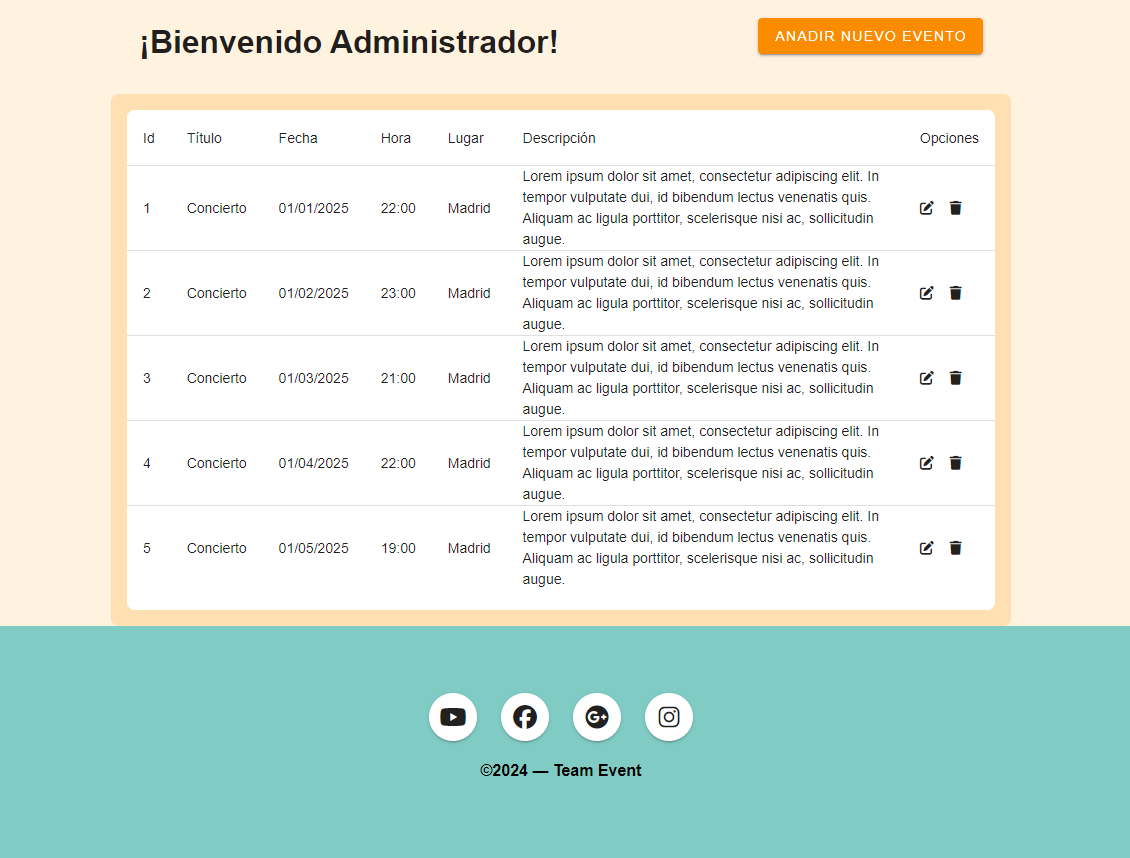 ¡Bienvenido Administrador!
ANADIR NUEVO EVENTO
Id Título Fecha Hora Lugar Descripción Opciones
1 Concierto 01/01/2025 22:00 Madrid Lorem ipsum dolor sit amet, consectetur adipiscing elit. In
tempor vulputate dui, id bibendum lectus venenatis quis.
Aliquam ac ligula porttitor, scelerisque nisi ac, sollicitudin
augue.
2 Concierto 01/02/2025 23:00 Madrid Lorem ipsum dolor sit amet, consectetur adipiscing elit. In
tempor vulputate dui, id bibendum lectus venenatis quis.
Aliquam ac ligula porttitor, scelerisque nisi ac, sollicitudin
augue.
3 Concierto 01/03/2025 21:00 Madrid Lorem ipsum dolor sit amet, consectetur adipiscing elit. In
tempor vulputate dui, id bibendum lectus venenatis quis.
Aliquam ac ligula porttitor, scelerisque nisi ac, sollicitudin
augue.
4 Concierto 01/04/2025 22:00 Madrid Lorem ipsum dolor sit amet, consectetur adipiscing elit. In
tempor vulputate dui, id bibendum lectus venenatis quis.
Aliquam ac ligula porttitor, scelerisque nisi ac, sollicitudin
augue.
5 Concierto 01/05/2025 19:00 Madrid Lorem ipsum dolor sit amet, consectetur adipiscing elit. In
tempor vulputate dui, id bibendum lectus venenatis quis.
Aliquam ac ligula porttitor, scelerisque nisi ac, sollicitudin
augue.
©2024 — Team Event